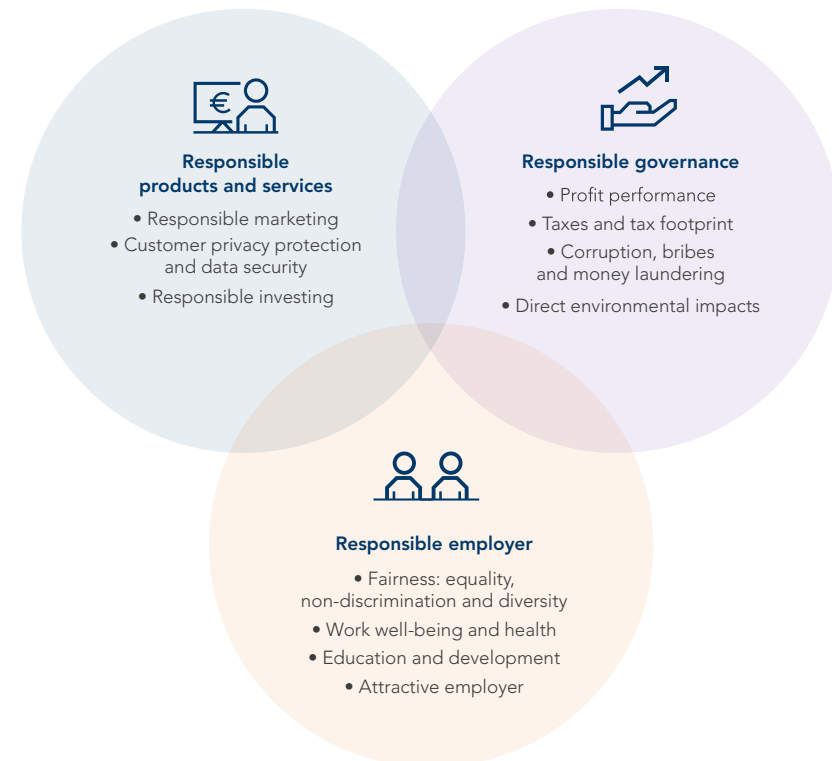 €
Responsible
products and services
• Responsible marketing
• Customer privacy protection
and data security
• Responsible investing
Responsible governance
• Profit performance
• Taxes and tax footprint
• Corruption, bribes
and money laundering
• Direct environmental impacts
Responsible employer
• Fairness: equality,
non-discrimination and diversity
• Work well-being and health
• Education and development
• Attractive employer